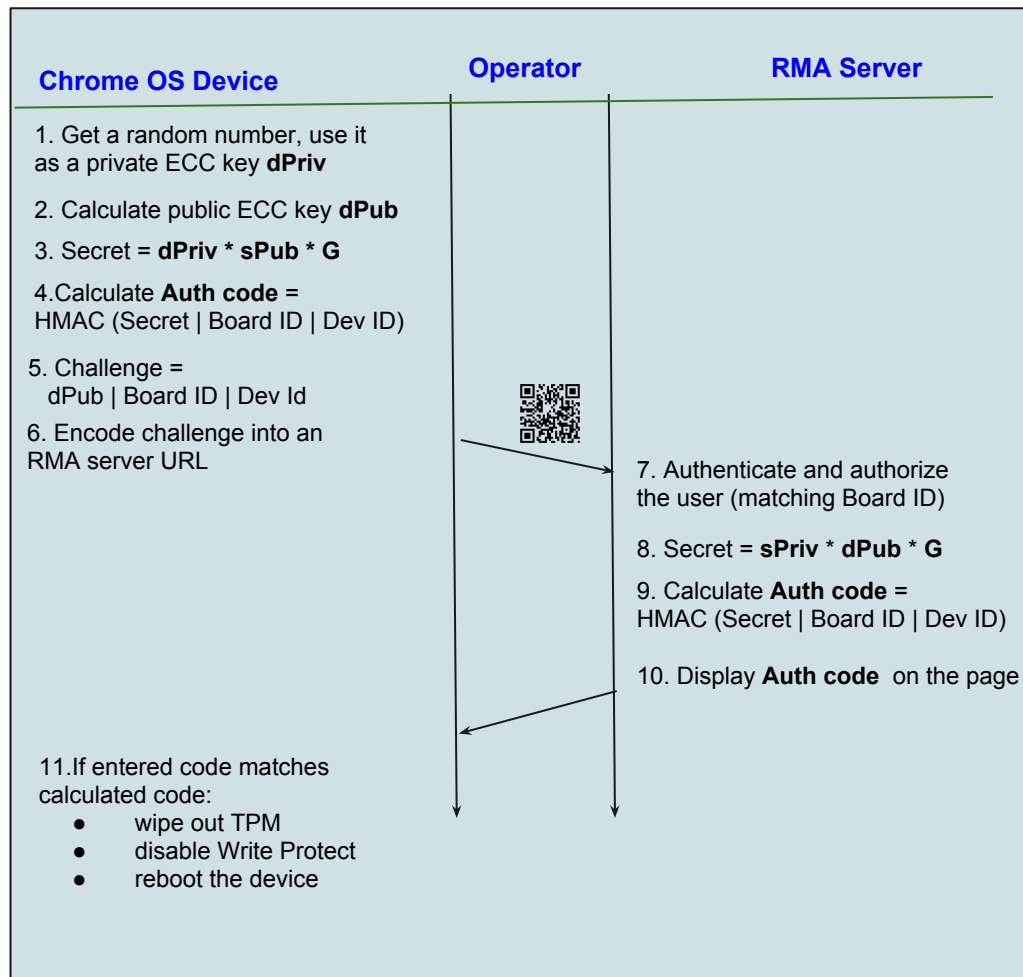 Chrome OS Device
Operator
RMA Server
1. Get a random number, use it
as a private ECC key dPriv
2. Calculate public ECC key dPub
3. Secret = dPriv * sPub * G
4.Calculate Auth code =
HMAC (Secret | Board ID | Dev ID)
5. Challenge =
dPub | Board ID | Dev Id
6. Encode challenge into an
RMA server URL
7. Authenticate and authorize
the user (matching Board ID)
8. Secret = sPriv * dPub * G
9. Calculate Auth code =
HMAC (Secret | Board ID | Dev ID)
10. Display Auth code on the page
11.If entered code matches
calculated code:
● wipe out TPM
● disable Write Protect
● reboot the device